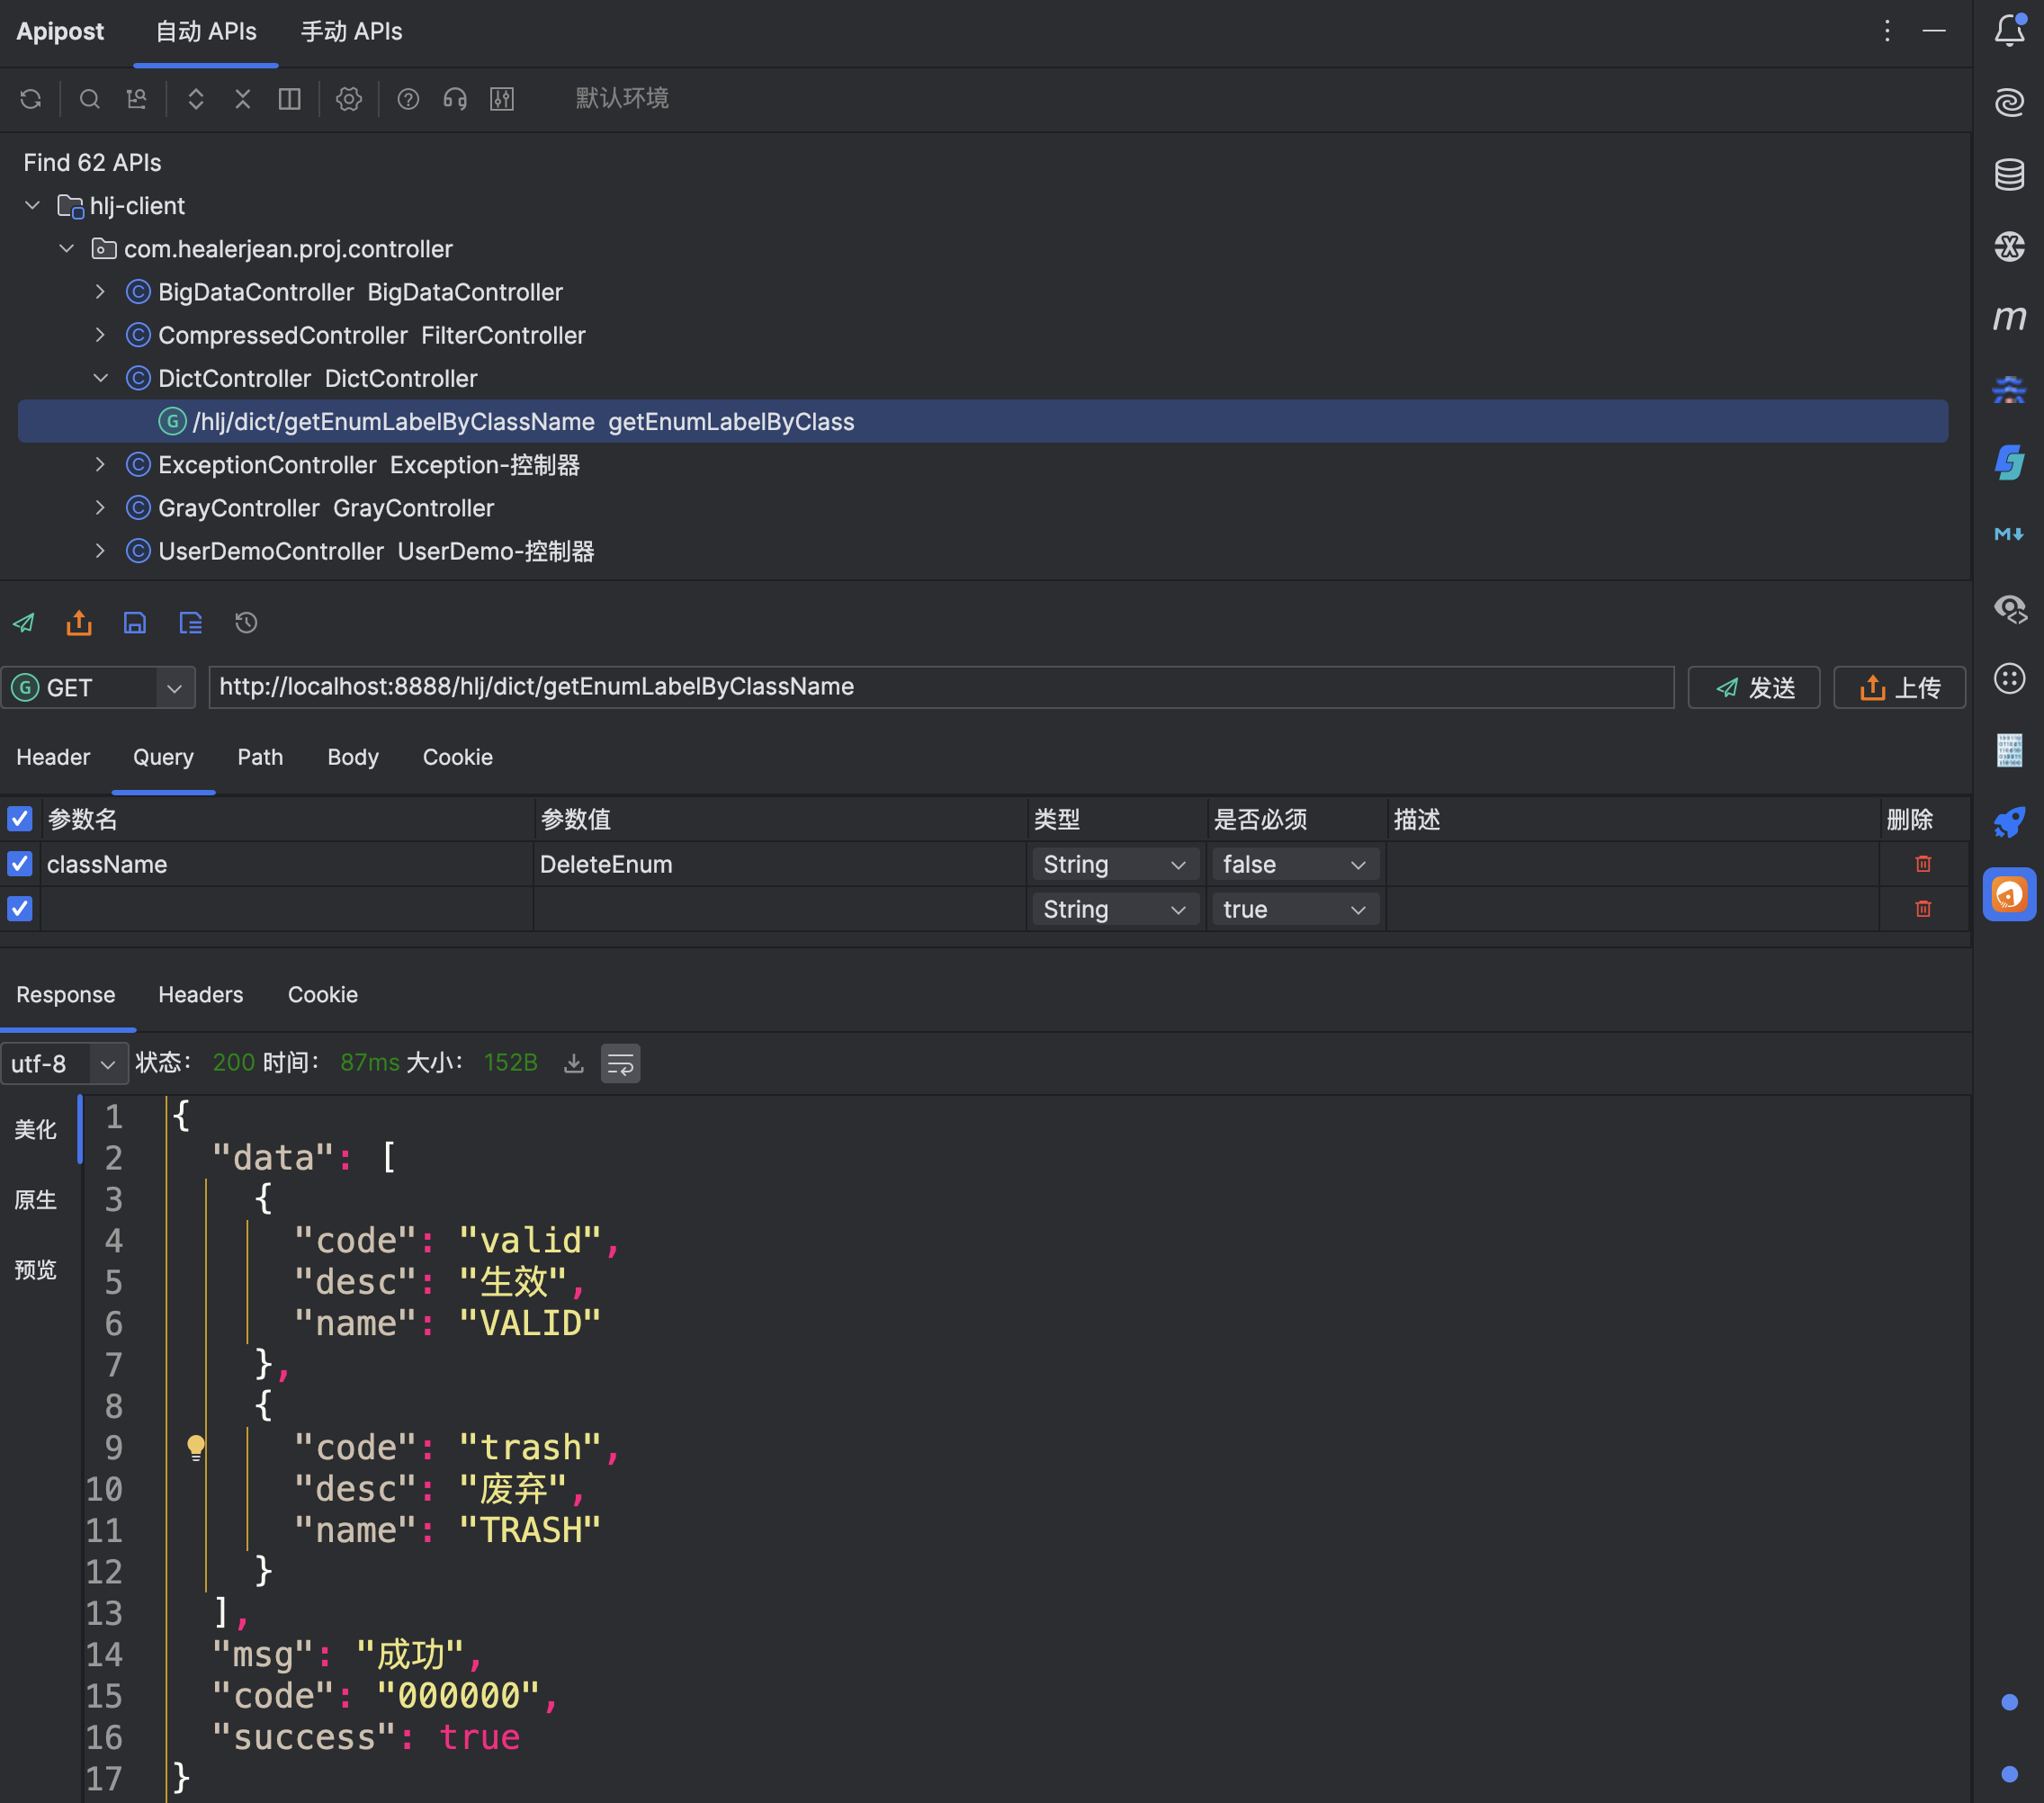 Apipost 自动 APIs 手动 APIs
默认环境
Find 62 APIs
hlj-client
com.healerjean.proj.controller
BigDataController BigDataController
CompressedController FilterController
DictController DictController
/hlj/dict/getEnumLabelByClassName getEnumLabelByClass
ExceptionController Exception-控制器
GrayController GrayController
UserDemoController UserDemo-控制器
GET http://localhost:8888/hlj/dict/getEnumLabelByClassName 发送 上传
Header Query Path Body Cookie
参数名 参数值 类型 是否必须 描述 删除
className DeleteEnum String false
String true
Response Headers Cookie
utf-8 状态： 200 时间： 87ms 大小： 152B
美化
原生
预览
1 {
2 "data": [
3 {
4 "code": "valid",
5 "desc": "生效",
6 "name": "VALID"
7 },
8 {
9 "code": "trash",
10 "desc": "废弃",
11 "name": "TRASH"
12 }
13 ],
14 "msg": "成功",
15 "code": "000000",
16 "success": true
17 }